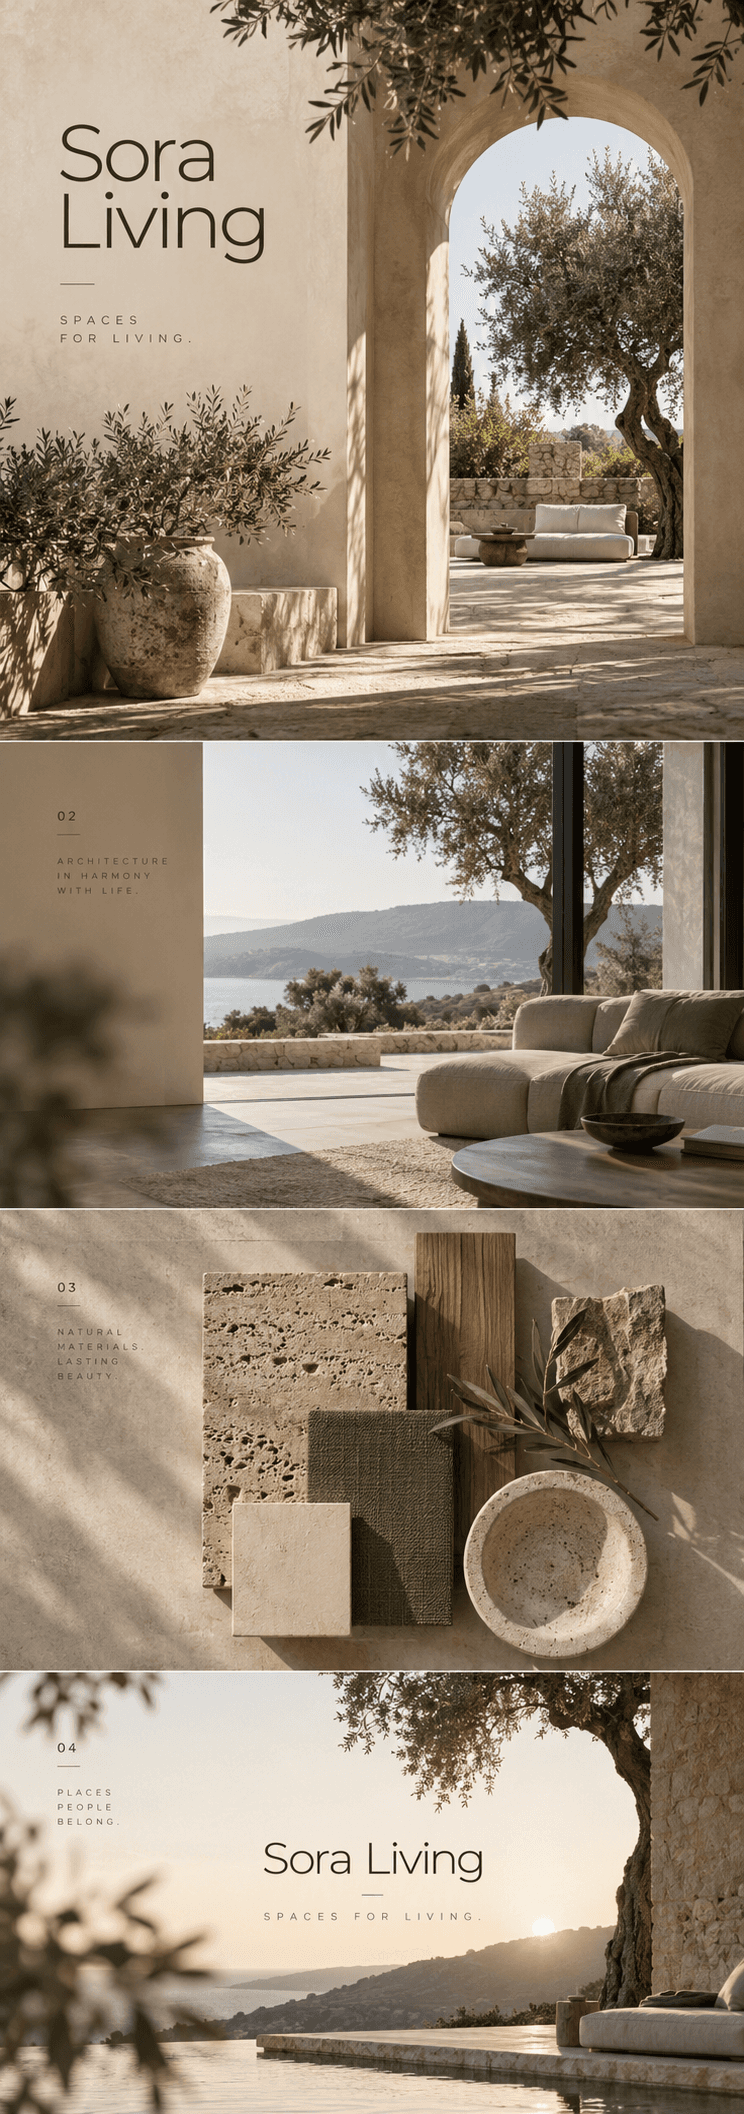 Sora
Living
SPACES
FOR LIVING.
02
ARCHITECTURE
IN HARMONY
WITH LIFE.
03
NATURAL
MATERIALS.
LASTING
BEAUTY.
04
PLACES
PEOPLE
BELONG.
Sora Living
SPACES FOR LIVING.